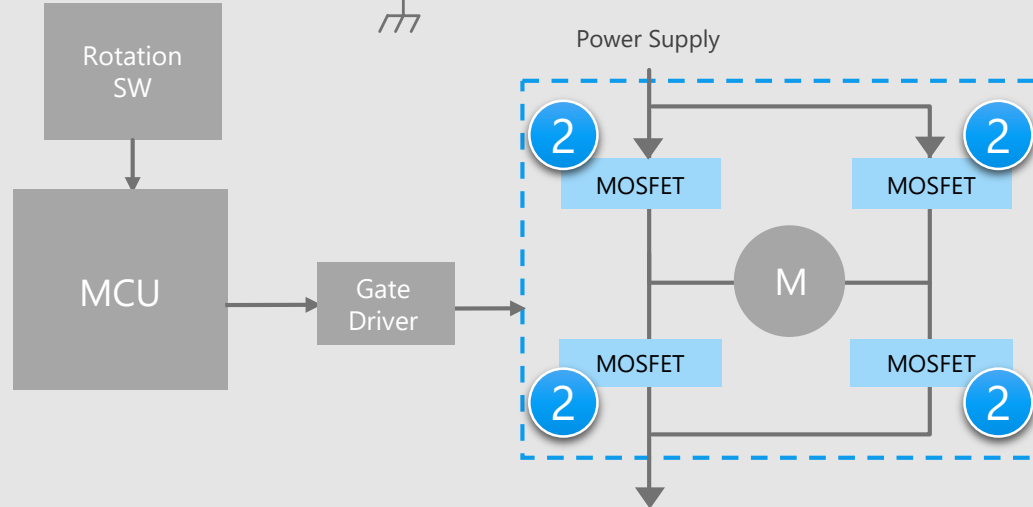 Rotation
SW
Power Supply
2
2
MOSFET
MOSFET
MCU
Gate
Driver
M
MOSFET
MOSFET
2
2